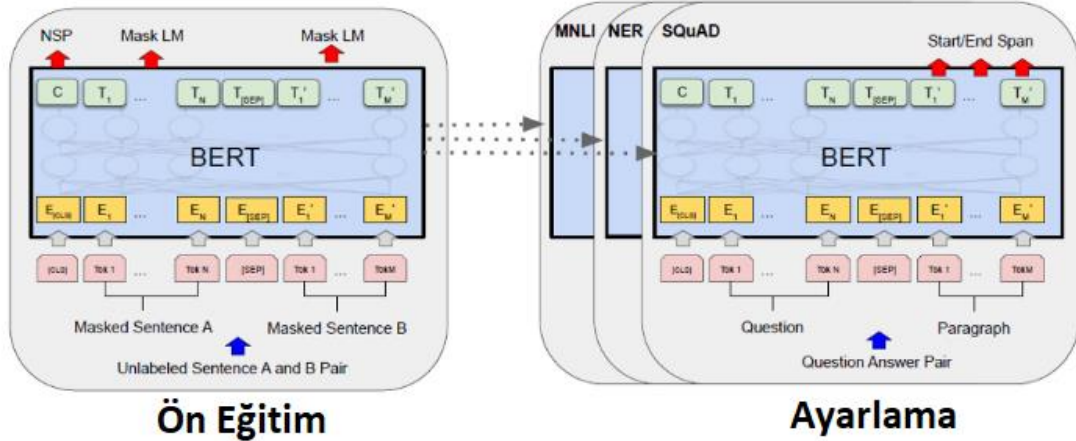 NSP Mask LM Mask LM
C T1 ... TN T[SEP] T1' ... TM'
BERT
E[CLS] E1 ... EN E[SEP] E1' ... EM'
[CLS] Tok 1 ... Tok N [SEP] Tok 1 ... TokM
Masked Sentence A Masked Sentence B
Unlabeled Sentence A and B Pair
Ön Eğitim
MNLI NER SQuAD
Start/End Span
C T1 ... TN T[SEP] T1' ... TM'
BERT
E[CLS] E1 ... EN E[SEP] E1' ... EM'
[CLS] Tok 1 ... Tok N [SEP] Tok 1 ... TokM
Question Paragraph
Question Answer Pair
Ayarlama